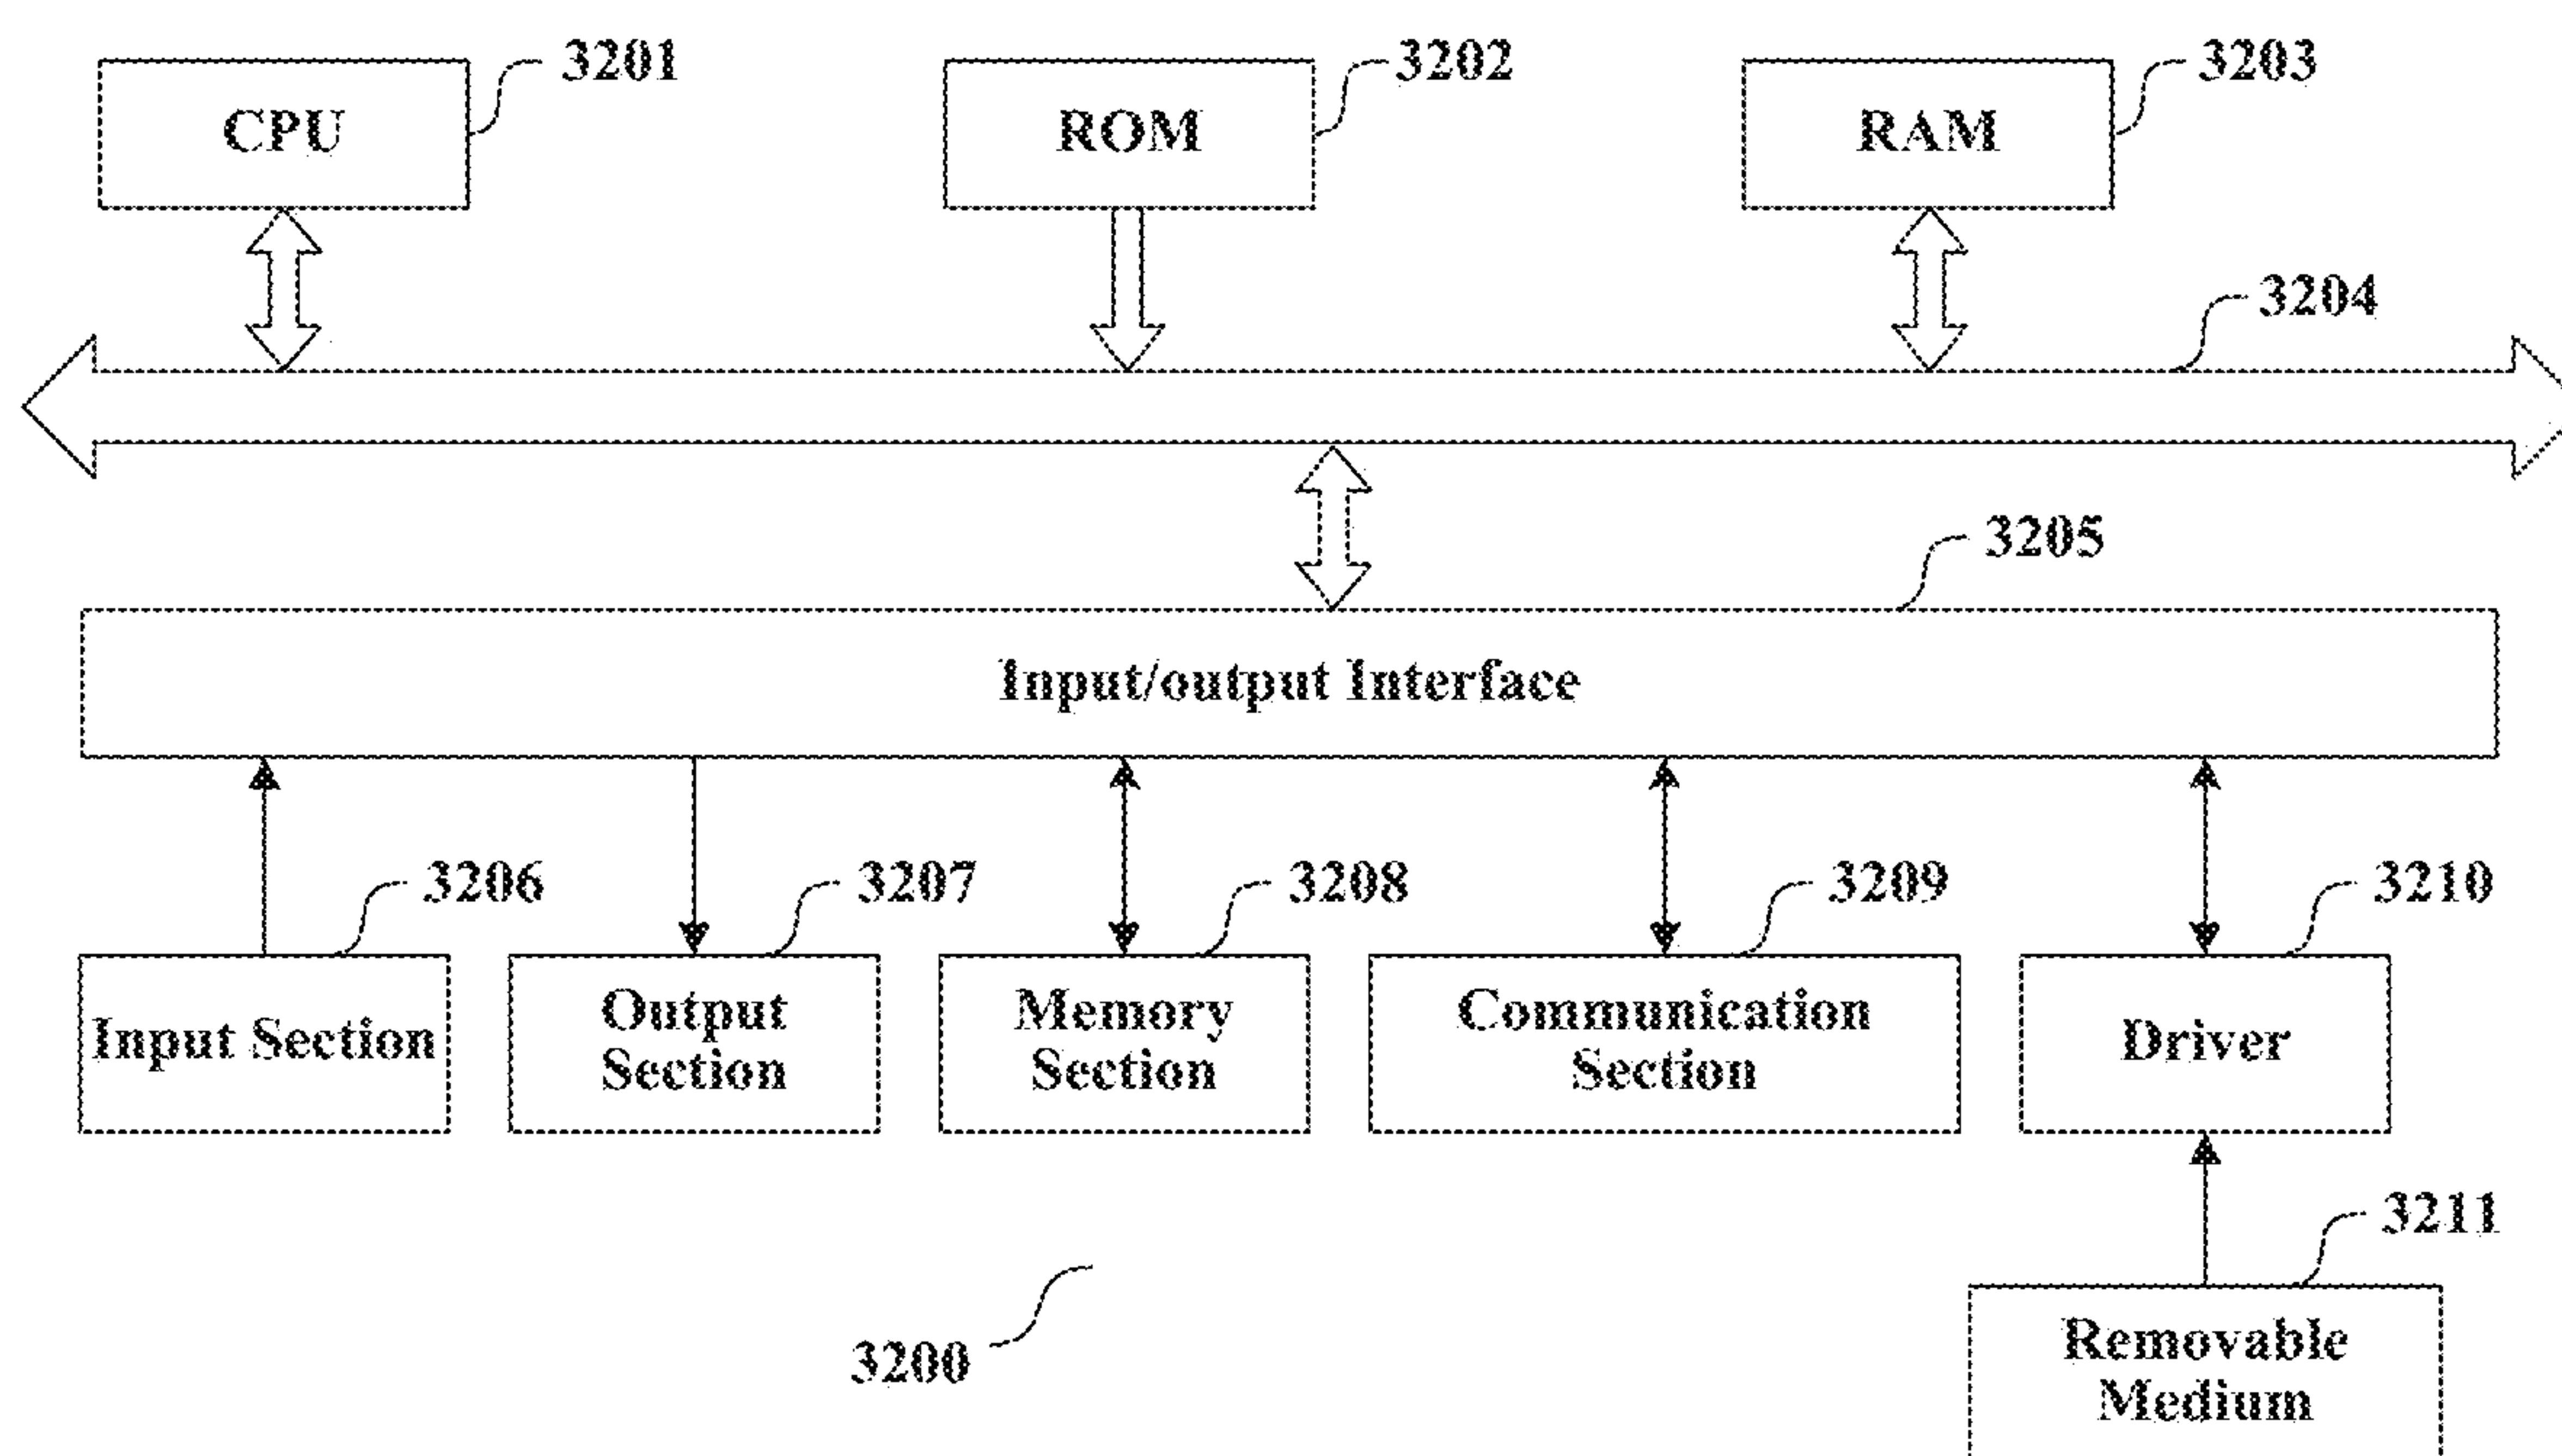 CPU
3201
ROM
3202
RAM
3203
3204
3205
Input/output Interface
3206
3207
3208
3209
3210
Input Section
Output
Section
Memory
Section
Communication
Section
Driver
3211
3200
Removable
Medium